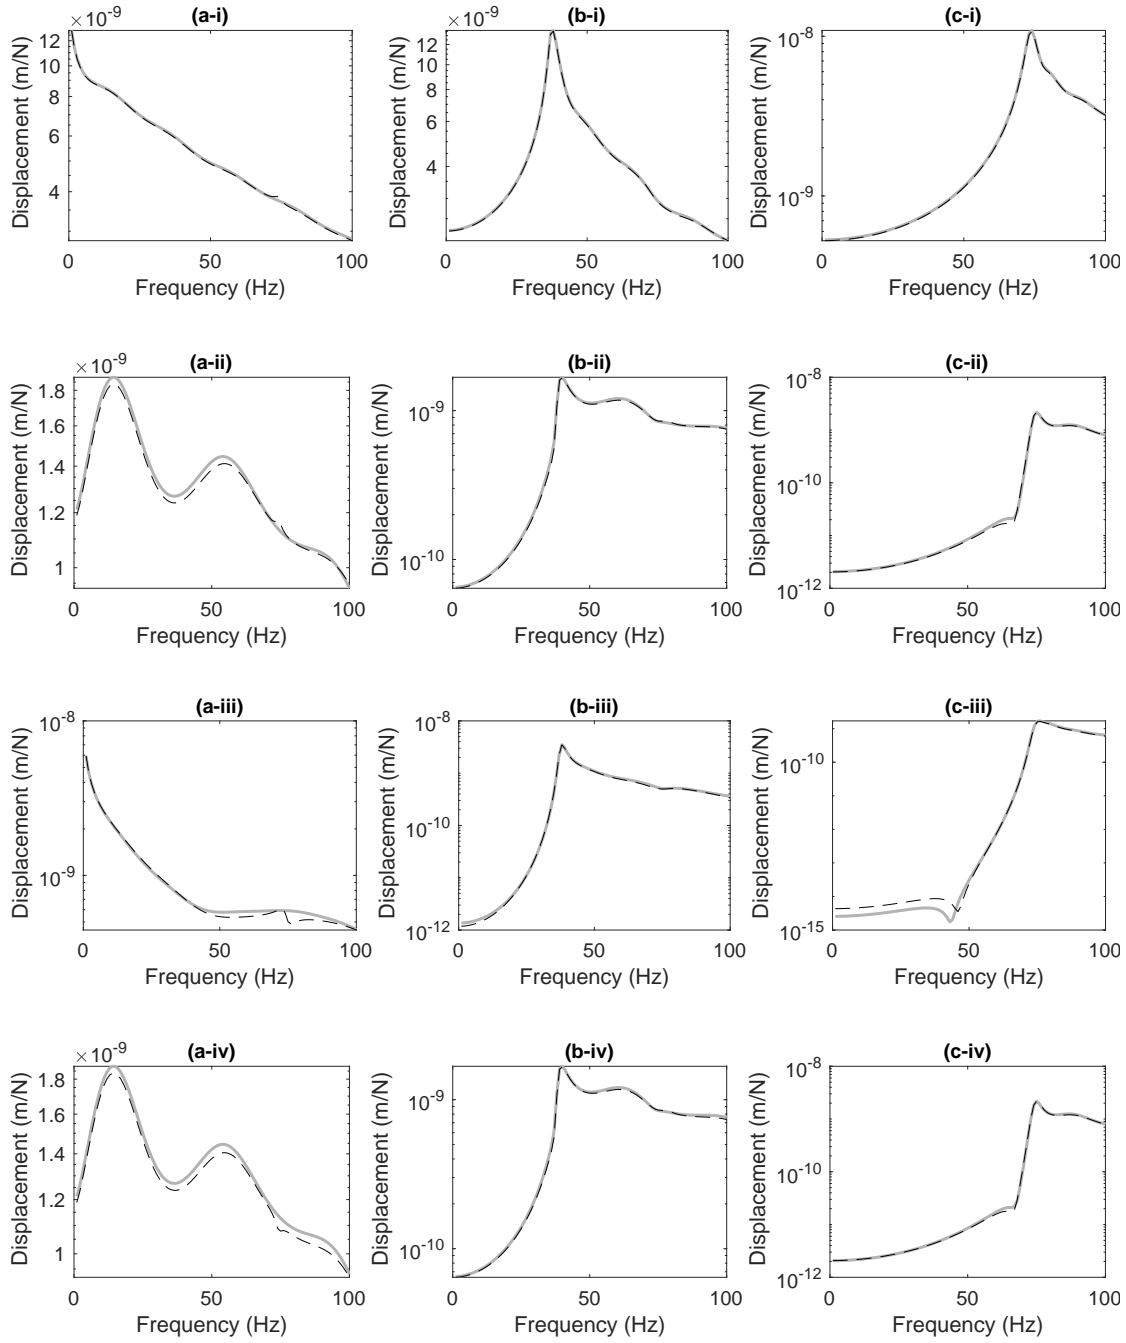 (a-i) (b-i) (c-i)
×10-9 ×10-9
Displacement (m/N) 12 10 8 6 4
Displacement (m/N) 12 10 8 6 4
Displacement (m/N) 10-8 10-9
0 50 100 0 50 100 0 50 100
Frequency (Hz) Frequency (Hz) Frequency (Hz)
(a-ii) (b-ii) (c-ii)
×10-9
Displacement (m/N) 1.8 1.6 1.4 1.2 1
Displacement (m/N) 10-9 10-10
Displacement (m/N) 10-8 10-10 10-12
0 50 100 0 50 100 0 50 100
Frequency (Hz) Frequency (Hz) Frequency (Hz)
(a-iii) (b-iii) (c-iii)
Displacement (m/N) 10-8 10-9
Displacement (m/N) 10-8 10-10 10-12
Displacement (m/N) 10-10 10-15
0 50 100 0 50 100 0 50 100
Frequency (Hz) Frequency (Hz) Frequency (Hz)
(a-iv) (b-iv) (c-iv)
×10-9
Displacement (m/N) 1.8 1.6 1.4 1.2 1
Displacement (m/N) 10-9 10-10
Displacement (m/N) 10-8 10-10 10-12
0 50 100 0 50 100 0 50 100
Frequency (Hz) Frequency (Hz) Frequency (Hz)